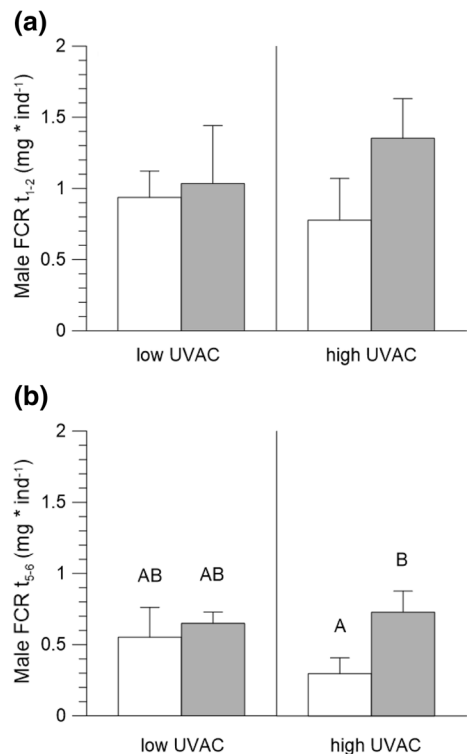 (a)
Male FCR t₁₋₂ (mg * ind⁻¹)
2
1.5
1
0.5
0
low UVAC high UVAC
(b)
Male FCR t₅₋₆ (mg * ind⁻¹)
2
1.5
1
0.5
0
AB AB A B
low UVAC high UVAC